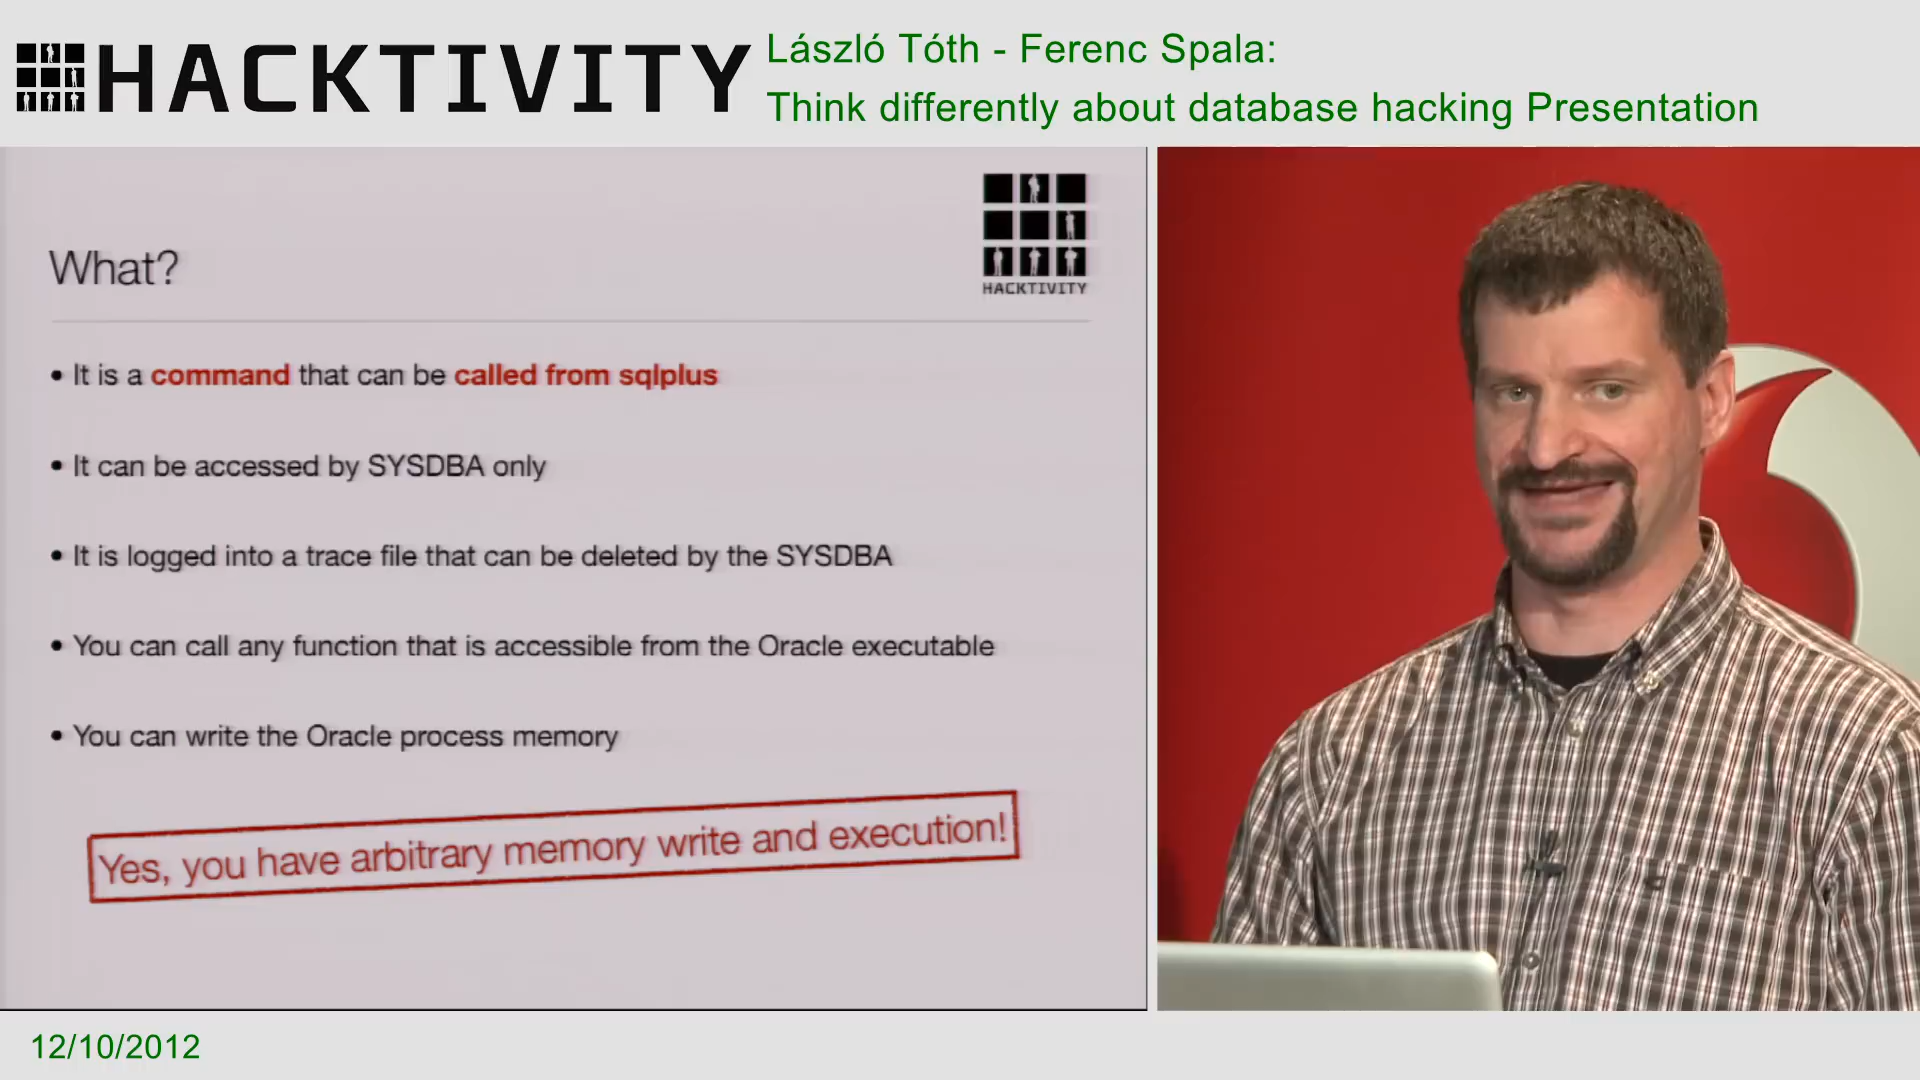 HACKTIVITY
László Tóth - Ferenc Spala:
Think differently about database hacking Presentation
HACKTIVITY
What?
• It is a command that can be called from sqlplus
• It can be accessed by SYSDBA only
• It is logged into a trace file that can be deleted by the SYSDBA
• You can call any function that is accessible from the Oracle executable
• You can write the Oracle process memory
Yes, you have arbitrary memory write and execution!
12/10/2012